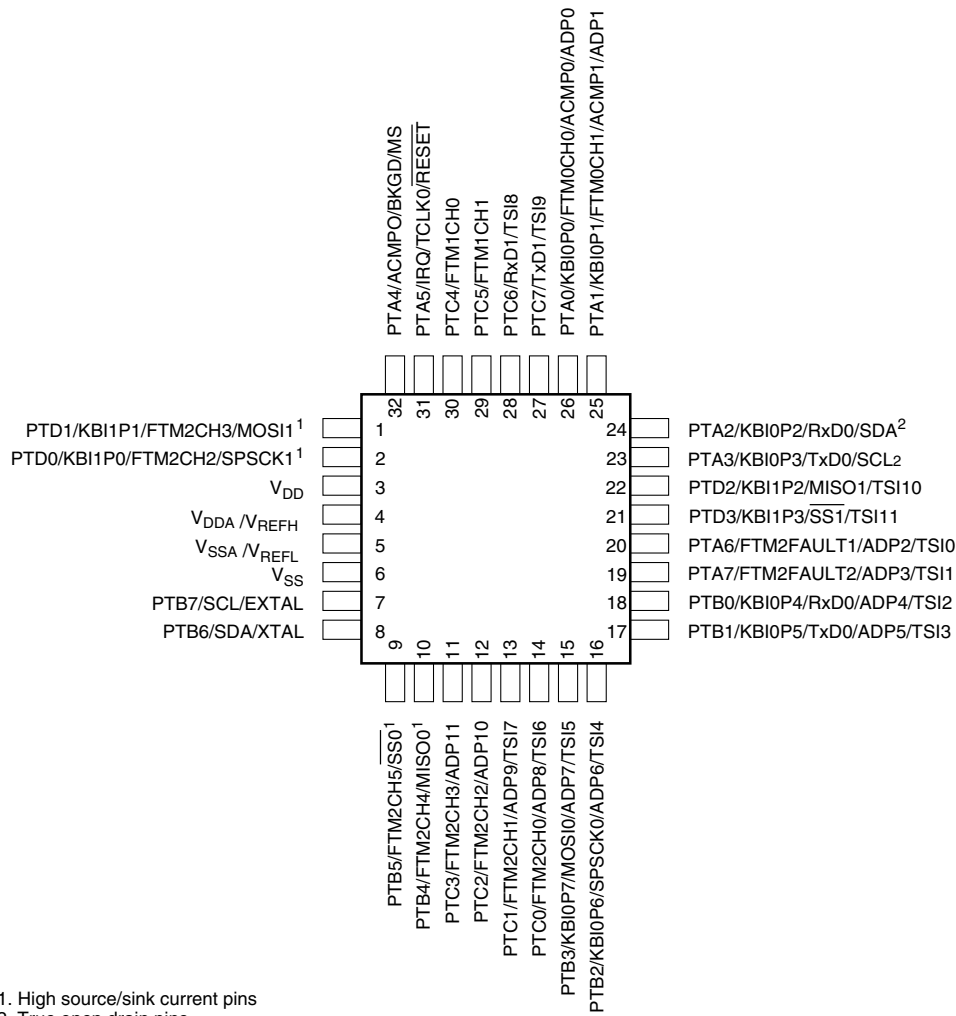 PTA4/ACMPO/BKGD/MS
PTA5/IRQ/TCLK0/RESET
PTC4/FTM1CH0
PTC5/FTM1CH1
PTC6/RxD1/TSI8
PTC7/TxD1/TSI9
PTA0/KBI0P0/FTM0CH0/ACMP0/ADP0
PTA1/KBI0P1/FTM0CH1/ACMP1/ADP1
32
31
30
29
28
27
26
25
PTD1/KBI1P1/FTM2CH3/MOSI1¹
1
PTD0/KBI1P0/FTM2CH2/SPSCK1¹
2
VDD
3
VDDA /VREFH
4
VSSA /VREFL
5
VSS
6
PTB7/SCL/EXTAL
7
PTB6/SDA/XTAL
8
24
PTA2/KBI0P2/RxD0/SDA²
23
PTA3/KBI0P3/TxD0/SCL2
22
PTD2/KBI1P2/MISO1/TSI10
21
PTD3/KBI1P3/SS1/TSI11
20
PTA6/FTM2FAULT1/ADP2/TSI0
19
PTA7/FTM2FAULT2/ADP3/TSI1
18
PTB0/KBI0P4/RxD0/ADP4/TSI2
17
PTB1/KBI0P5/TxD0/ADP5/TSI3
9
10
11
12
13
14
15
16
PTB5/FTM2CH5/SS0¹
PTB4/FTM2CH4/MISO0¹
PTC3/FTM2CH3/ADP11
PTC2/FTM2CH2/ADP10
PTC1/FTM2CH1/ADP9/TSI7
PTC0/FTM2CH0/ADP8/TSI6
PTB3/KBI0P7/MOSI0/ADP7/TSI5
PTB2/KBI0P6/SPSCK0/ADP6/TSI4
1. High source/sink current pins
2. True open drain pins